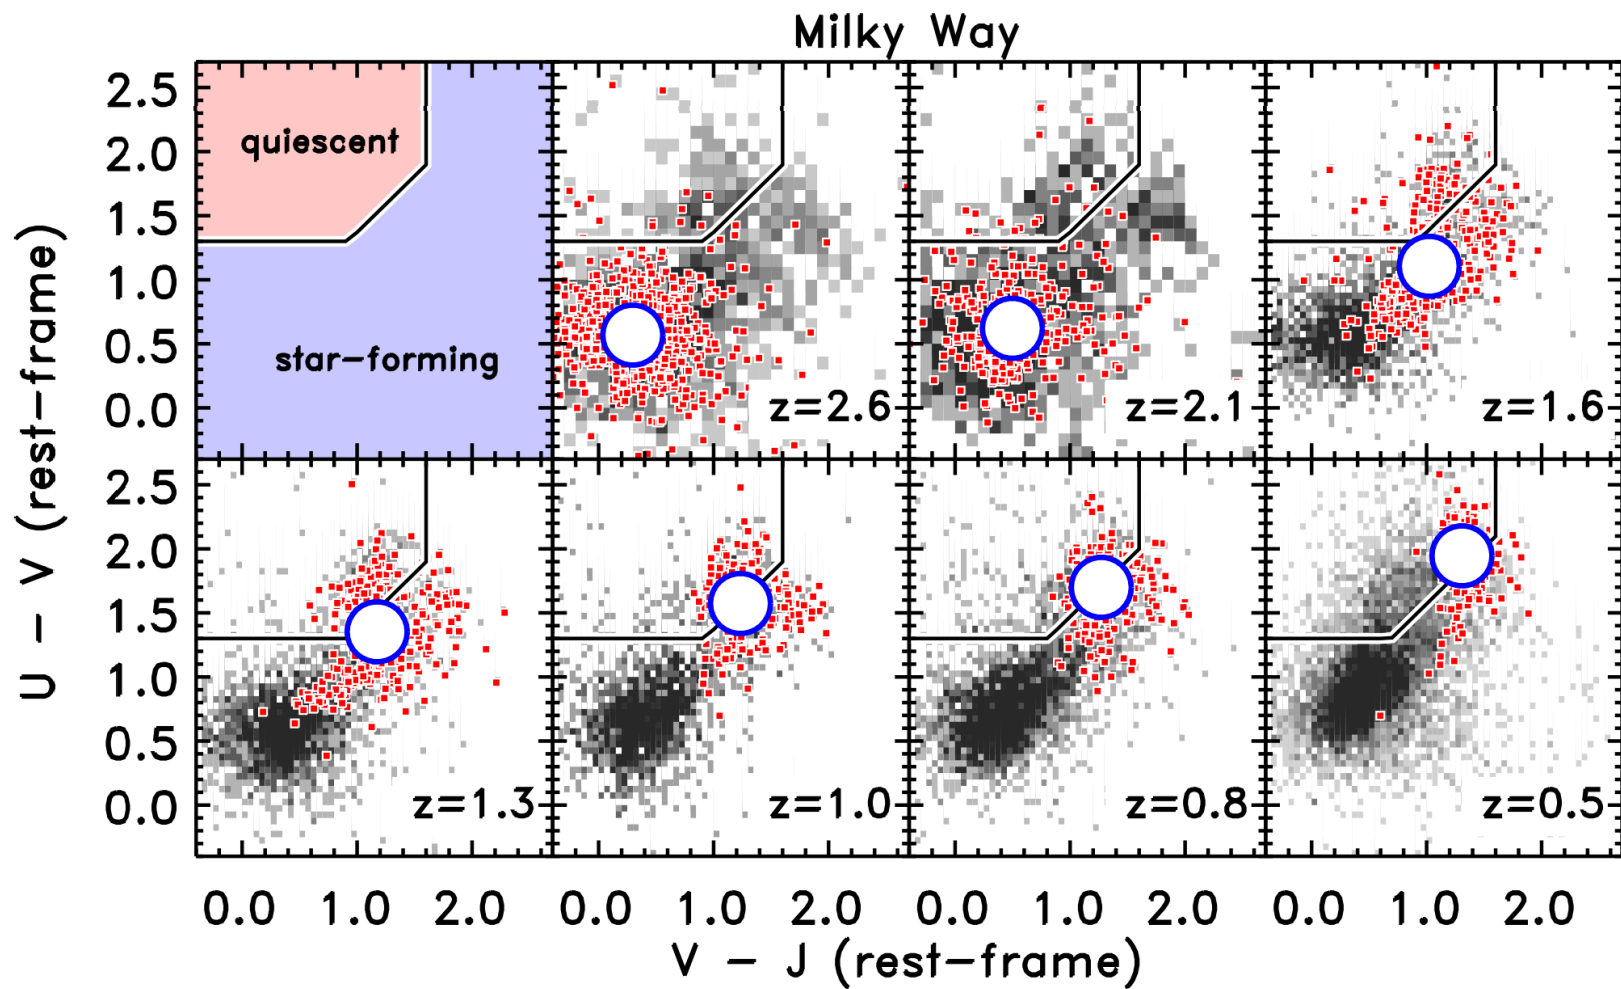 Milky Way
U - V (rest-frame)
2.5
2.0
1.5
1.0
0.5
0.0
quiescent
star-forming
z=2.6
z=2.1
z=1.6
2.5
2.0
1.5
1.0
0.5
0.0
z=1.3
z=1.0
z=0.8
z=0.5
0.0 1.0 2.0 0.0 1.0 2.0 0.0 1.0 2.0 0.0 1.0 2.0
V - J (rest-frame)